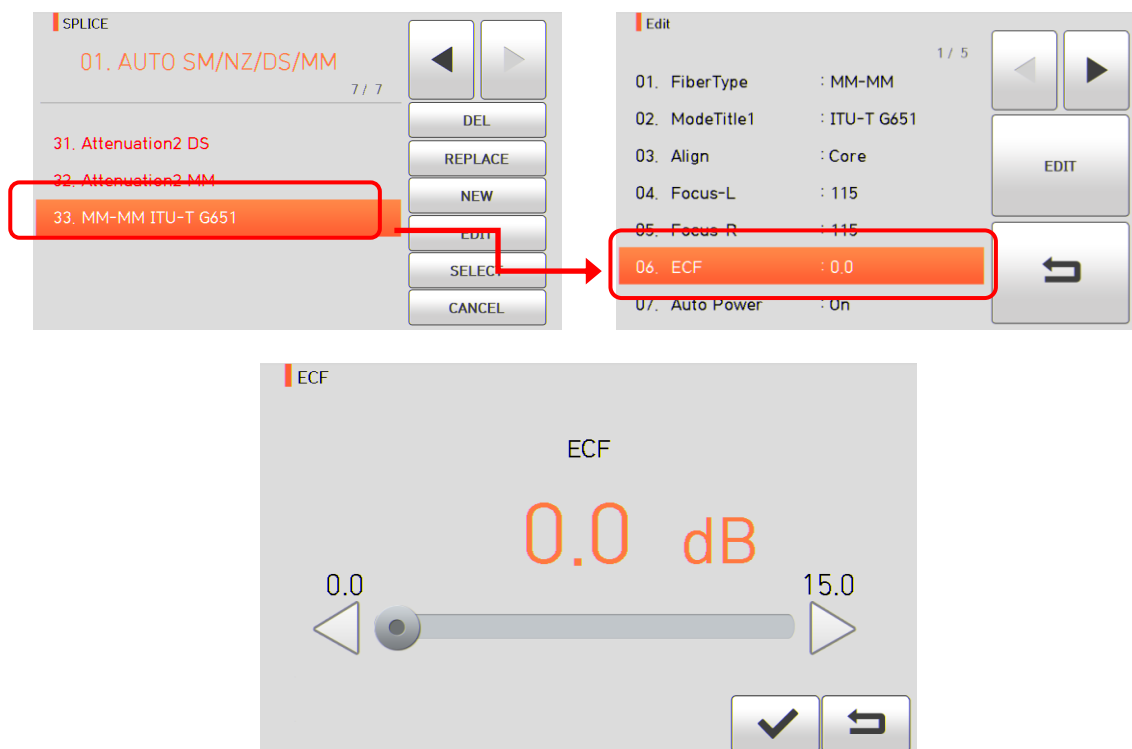 SPLICE
01. AUTO SM/NZ/DS/MM
7/ 7
31. Attenuation2 DS
32. Attenuation2 MM
33. MM-MM ITU-T G651
DEL
REPLACE
NEW
EDIT
SELECT
CANCEL
Edit
1/ 5
01. FiberType : MM-MM
02. ModeTitle1 : ITU-T G651
03. Align : Core
04. Focus-L : 115
05. Focus-R : 115
06. ECF : 0.0
07. Auto Power : On
EDIT
ECF
ECF
0.0 dB
0.0
15.0